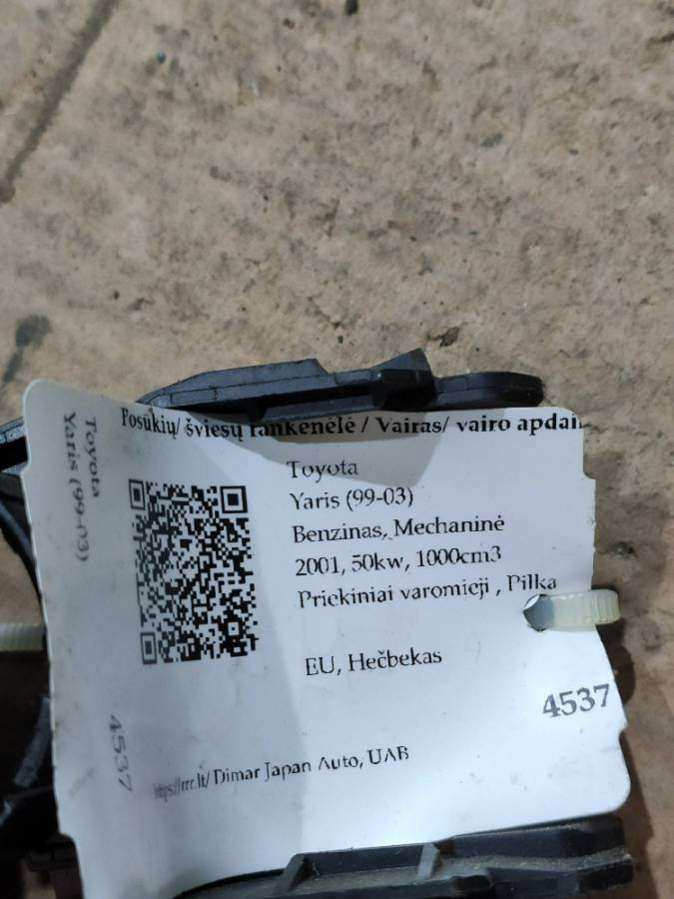 Posūkių/ šviesų rankenėlė / Vairas/ vairo apdail
Toyota
Yaris (99-03)
Benzinas, Mechaninė
2001, 50kw, 1000cm3
Priekiniai varomieji , Pilka
EU, Hečbekas
4537
https://rrr.lt/ Dimar Japan Auto, UAB
Toyota
Yaris (99-03)
4537